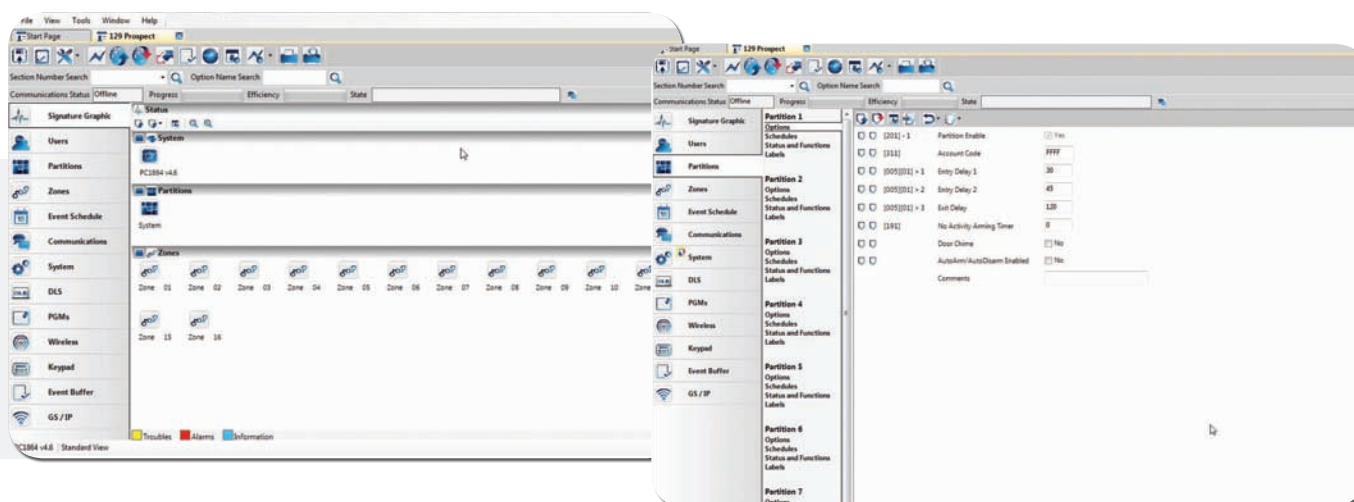 File View Tools Window Help
Start Page 129 Prospect
Section Number Search Option Name Search
Communications Status Offline Progress Efficiency State
Signature Graphic
Users
Partitions
Zones
Event Schedule
Communications
System
DLS
PGMs
Wireless
Keypad
Event Buffer
GS / IP
Status
System
PC1864 v4.6
Partitions
System
Zones
Zone 01 Zone 02 Zone 03 Zone 04 Zone 05 Zone 06 Zone 07 Zone 08 Zone 09 Zone 10 Zone
Zone 15 Zone 16
Troubles Alarms Information
PC1864 v4.6 Standard View
Start Page 129 Prospect
Section Number Search Option Name Search
Communications Status Offline Progress Efficiency State
Signature Graphic
Users
Partitions
Zones
Event Schedule
Communications
System
DLS
PGMs
Wireless
Keypad
Event Buffer
GS / IP
Partition 1
Options
Schedules
Status and Functions
Labels
Partition 2
Options
Schedules
Status and Functions
Labels
Partition 3
Options
Schedules
Status and Functions
Labels
Partition 4
Options
Schedules
Status and Functions
Labels
Partition 5
Options
Schedules
Status and Functions
Labels
Partition 6
Options
Schedules
Status and Functions
Labels
Partition 7
Options
[201] - 1 Partition Enable Yes
[311] Account Code FFFF
[005][01] > 1 Entry Delay 1 30
[005][01] > 2 Entry Delay 2 45
[005][01] > 3 Exit Delay 120
[191] No Activity Arming Timer 0
Door Chime No
AutoArm/AutoDisarm Enabled No
Comments